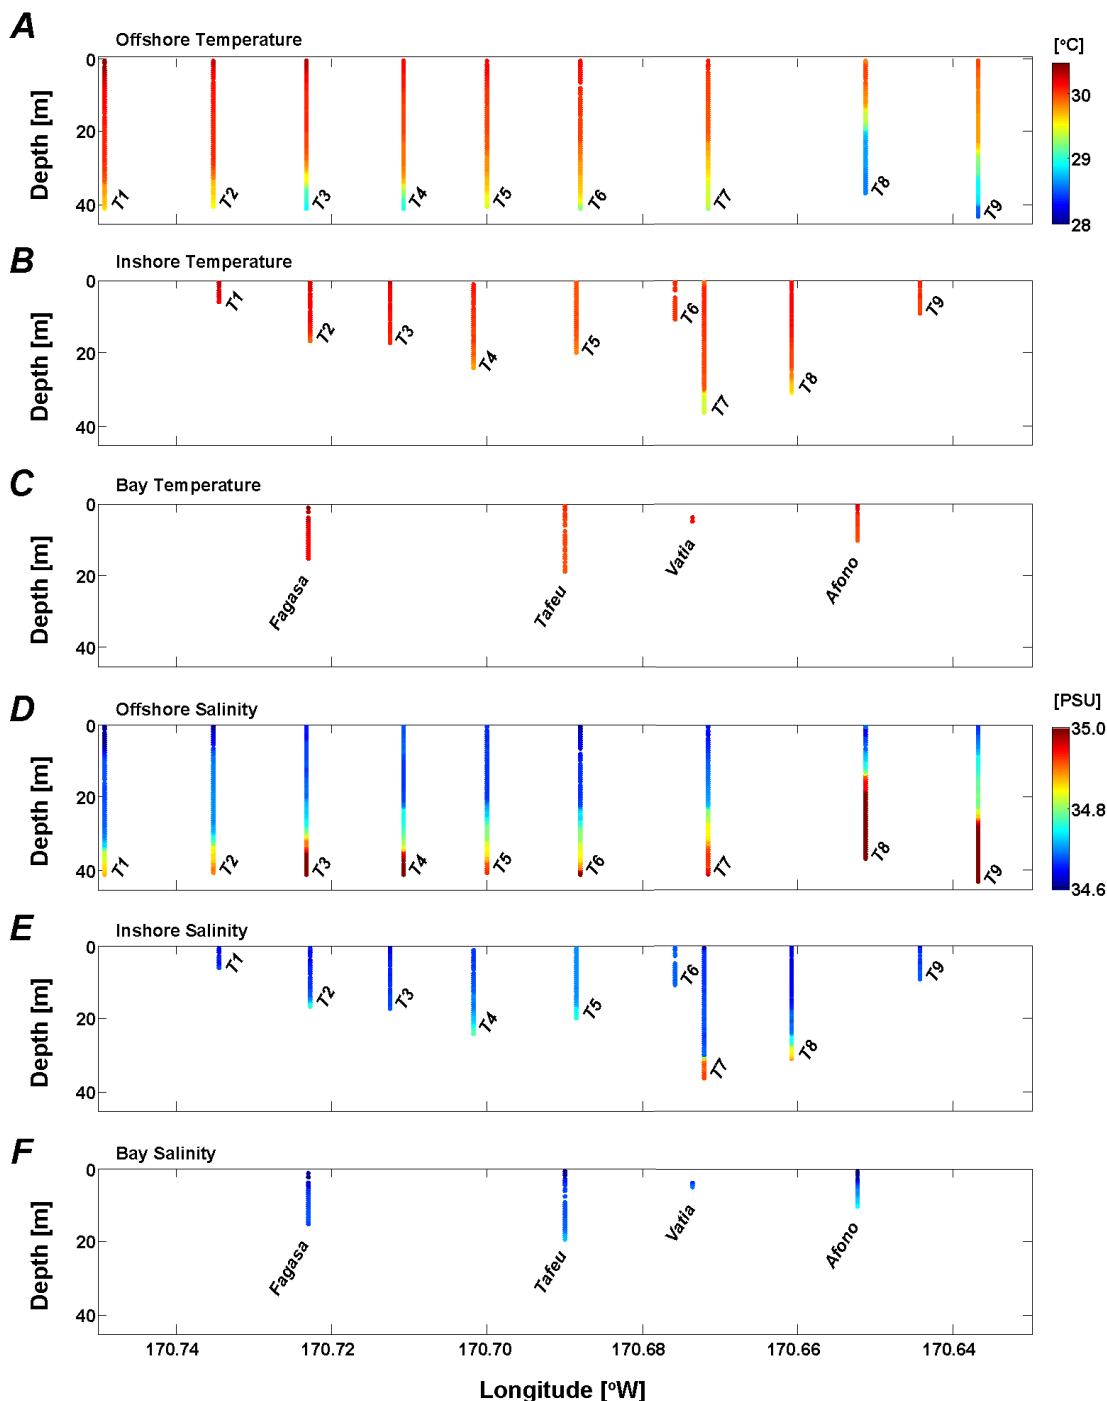 A
Offshore Temperature
[°C]
Depth [m]
0
20
40
T1
T2
T3
T4
T5
T6
T7
T8
T9
30
29
28
B
Inshore Temperature
Depth [m]
0
20
40
T1
T2
T3
T4
T5
T6
T7
T8
T9
C
Bay Temperature
Depth [m]
0
20
40
Fagasa
Tafeu
Vatia
Afono
D
Offshore Salinity
[PSU]
Depth [m]
0
20
40
T1
T2
T3
T4
T5
T6
T7
T8
T9
35.0
34.8
34.6
E
Inshore Salinity
Depth [m]
0
20
40
T1
T2
T3
T4
T5
T6
T7
T8
T9
F
Bay Salinity
Depth [m]
0
20
40
Fagasa
Tafeu
Vatia
Afono
170.74 170.72 170.70 170.68 170.66 170.64
Longitude [°W]